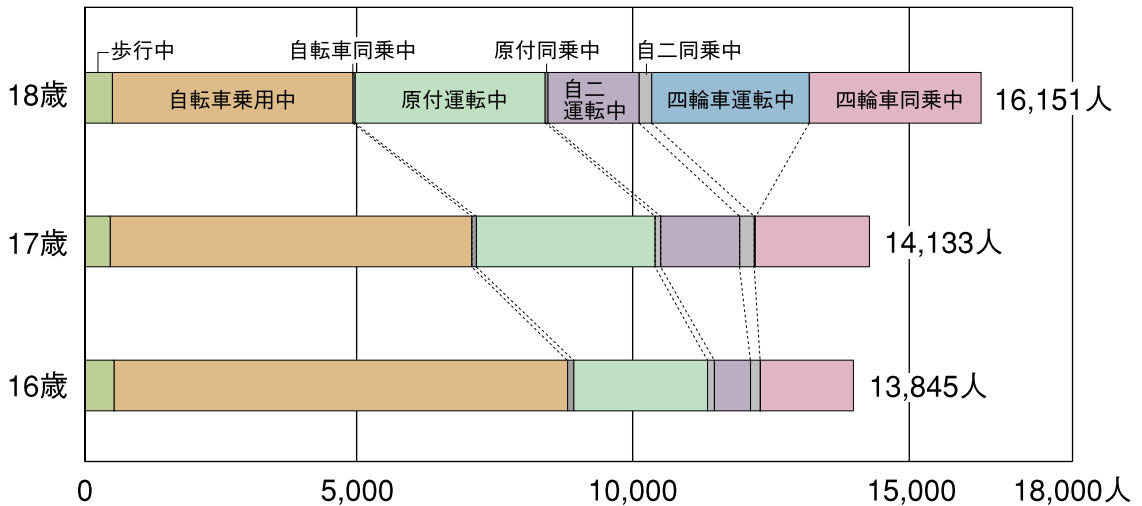 歩行中
自転車同乗中
原付同乗中
自二同乗中
18歳
自転車乗用中
原付運転中
自二
運転中
四輪車運転中
四輪車同乗中
16,151人
17歳
14,133人
16歳
13,845人
0
5,000
10,000
15,000
18,000人